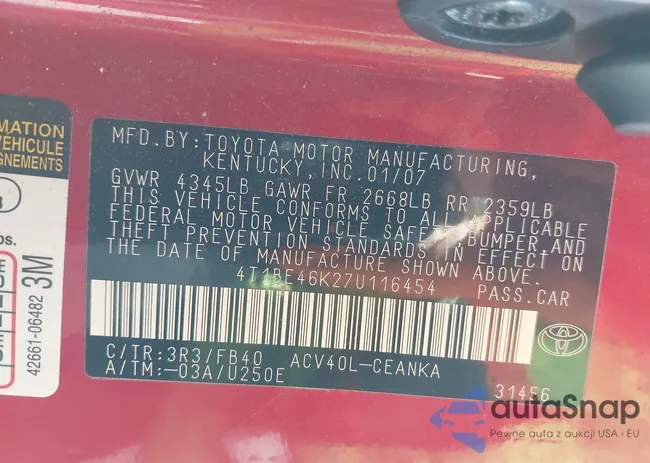 MATION
VEHICULE
GNEMENTS
os.
42661-06482
3M
MFD.BY:TOYOTA MOTOR MANUFACTURING,
KENTUCKY,INC.01/07
GVWR 4345LB GAWR FR 2668LB RR 2359LB
THIS VEHICLE CONFORMS TO ALL APPLICABLE
FEDERAL MOTOR VEHICLE SAFETY,BUMPER,AND
THEFT PREVENTION STANDARDS IN EFFECT ON
THE DATE OF MANUFACTURE SHOWN ABOVE.
4T1BE46K27U116454 PASS.CAR
C/TR:3R3/FB40 ACV40L-CEANKA
A/TM:-03A/U250E
31456
autoSnap
Pewne auta z aukcji USA i EU